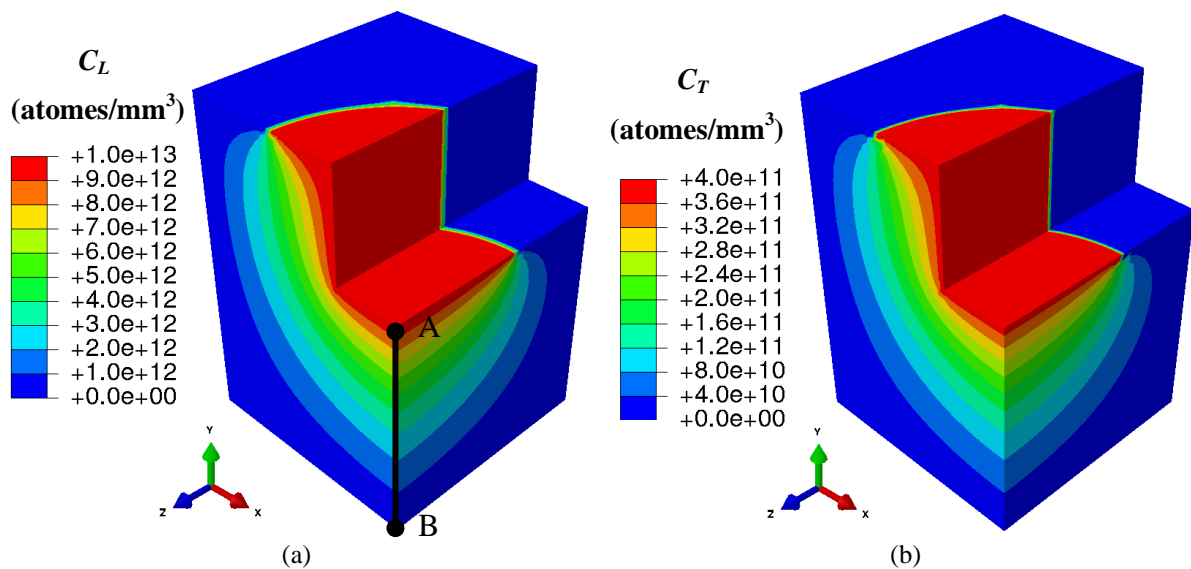 C_L
(atomes/mm³)
+1.0e+13
+9.0e+12
+8.0e+12
+7.0e+12
+6.0e+12
+5.0e+12
+4.0e+12
+3.0e+12
+2.0e+12
+1.0e+12
+0.0e+00
A
B
Y
Z
X
(a)
C_T
(atomes/mm³)
+4.0e+11
+3.6e+11
+3.2e+11
+2.8e+11
+2.4e+11
+2.0e+11
+1.6e+11
+1.2e+11
+8.0e+10
+4.0e+10
+0.0e+00
Y
Z
X
(b)